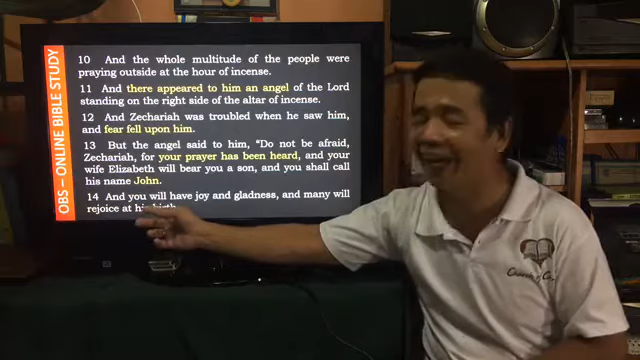 OBS – ONLINE BIBLE STUDY
10 And the whole multitude of the people were
praying outside at the hour of incense.
11 And there appeared to him an angel of the Lord
standing on the right side of the altar of incense.
12 And Zechariah was troubled when he saw him,
and fear fell upon him.
13 But the angel said to him, “Do not be afraid,
Zechariah, for your prayer has been heard, and your
wife Elizabeth will bear you a son, and you shall call
his name John.
14 And you will have joy and gladness, and many will
rejoice at his birth
Church of